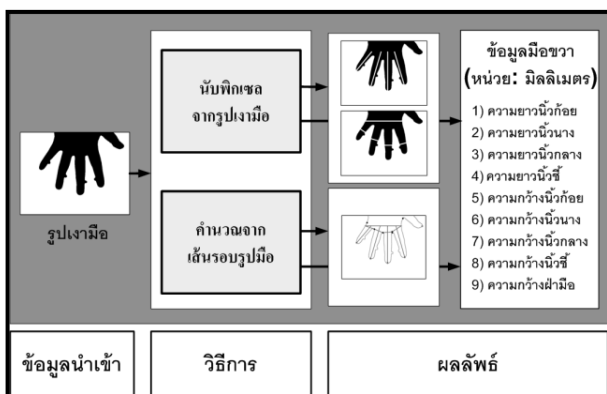 รูปเงามือ
นับพิกเซล
จากรูปเงามือ
คำนวณจาก
เส้นรอบรูปมือ
ข้อมูลมือขวา
(หน่วย: มิลลิเมตร)
1) ความยาวนิ้วก้อย
2) ความยาวนิ้วนาง
3) ความยาวนิ้วกลาง
4) ความยาวนิ้วชี้
5) ความกว้างนิ้วก้อย
6) ความกว้างนิ้วนาง
7) ความกว้างนิ้วกลาง
8) ความกว้างนิ้วชี้
9) ความกว้างฝ่ามือ
ข้อมูลนำเข้า
วิธีการ
ผลลัพธ์